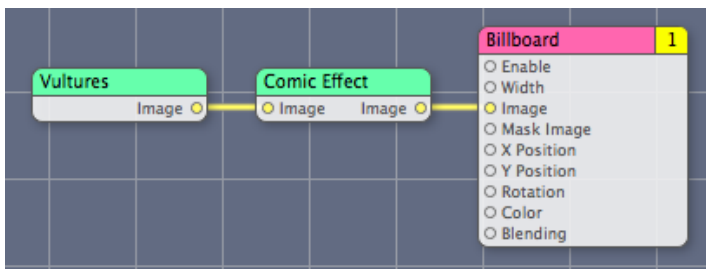 Vultures
Image
Comic Effect
Image Image
Billboard 1
Enable
Width
Image
Mask Image
X Position
Y Position
Rotation
Color
Blending